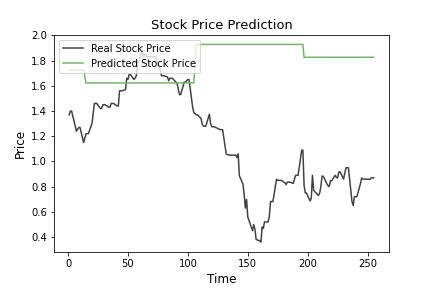 Stock Price Prediction
Real Stock Price
Predicted Stock Price
2.0
1.8
1.6
1.4
1.2
1.0
0.8
0.6
0.4
Price
0 50 100 150 200 250
Time